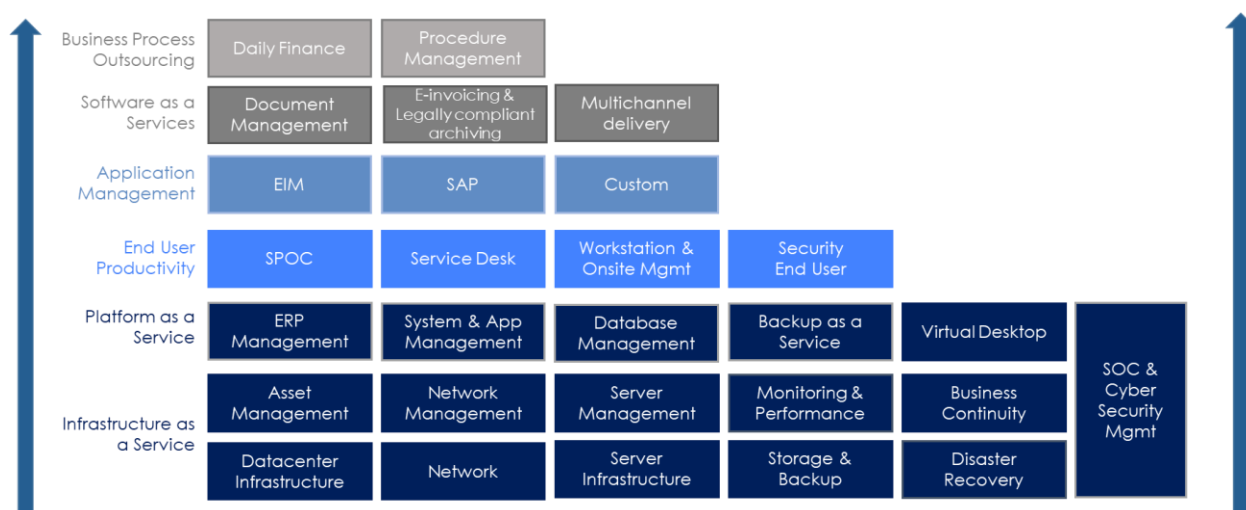 Business Process
Outsourcing
Daily Finance
Procedure
Management
Software as a
Services
Document
Management
E-invoicing &
Legally compliant
archiving
Multichannel
delivery
Application
Management
EIM
SAP
Custom
End User
Productivity
SPOC
Service Desk
Workstation &
Onsite Mgmt
Security
End User
Platform as a
Service
ERP
Management
System & App
Management
Database
Management
Backup as a
Service
Virtual Desktop
SOC &
Cyber
Security
Mgmt
Infrastructure as
a Service
Asset
Management
Network
Management
Server
Management
Monitoring &
Performance
Business
Continuity
Datacenter
Infrastructure
Network
Server
Infrastructure
Storage &
Backup
Disaster
Recovery